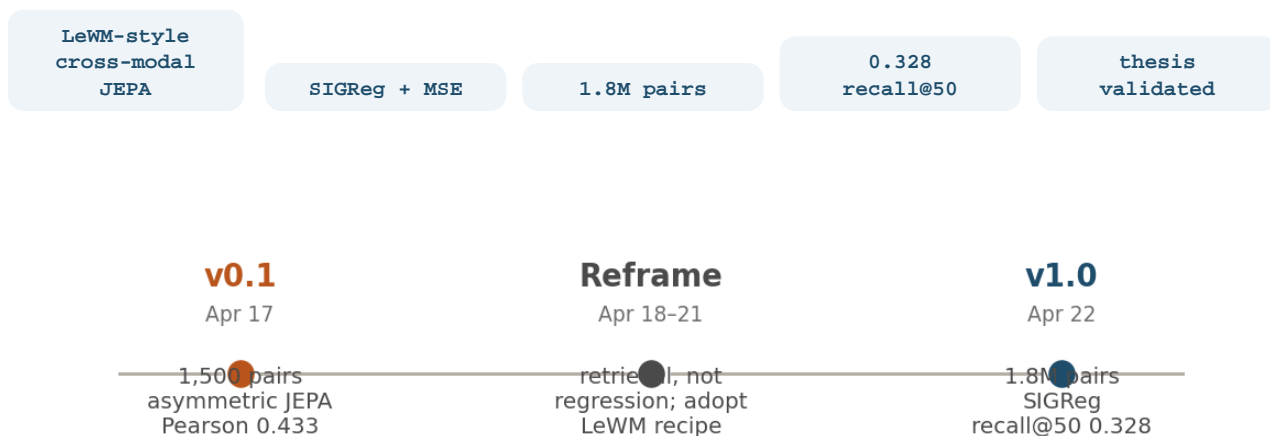 LeWM-style
cross-modal
JEPA
SIGReg + MSE
1.8M pairs
0.328
recall@50
thesis
validated
v0.1
Apr 17
1,500 pairs
asymmetric JEPA
Pearson 0.433
Reframe
Apr 18–21
retrieval, not
regression; adopt
LeWM recipe
v1.0
Apr 22
1.8M pairs
SIGReg
recall@50 0.328